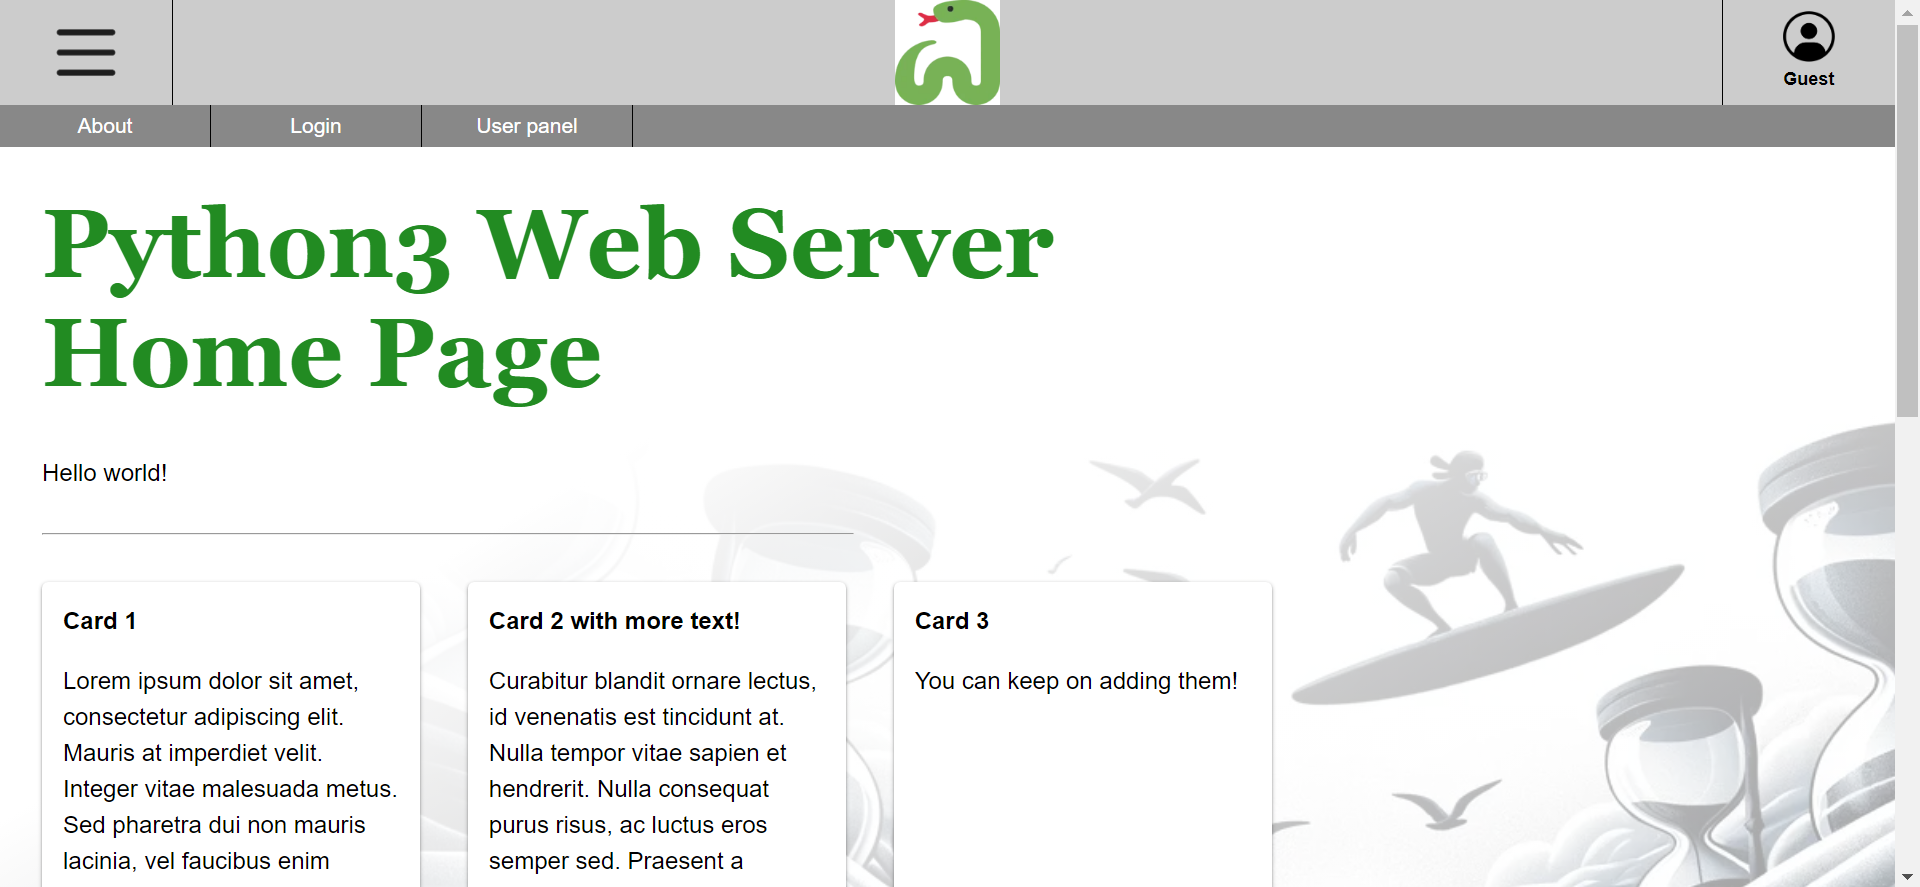 Guest
About
Login
User panel
Python3 Web Server
Home Page
Hello world!
Card 1
Lorem ipsum dolor sit amet,
consectetur adipiscing elit.
Mauris at imperdiet velit.
Integer vitae malesuada metus.
Sed pharetra dui non mauris
lacinia, vel faucibus enim
Card 2 with more text!
Curabitur blandit ornare lectus,
id venenatis est tincidunt at.
Nulla tempor vitae sapien et
hendrerit. Nulla consequat
purus risus, ac luctus eros
semper sed. Praesent a
Card 3
You can keep on adding them!